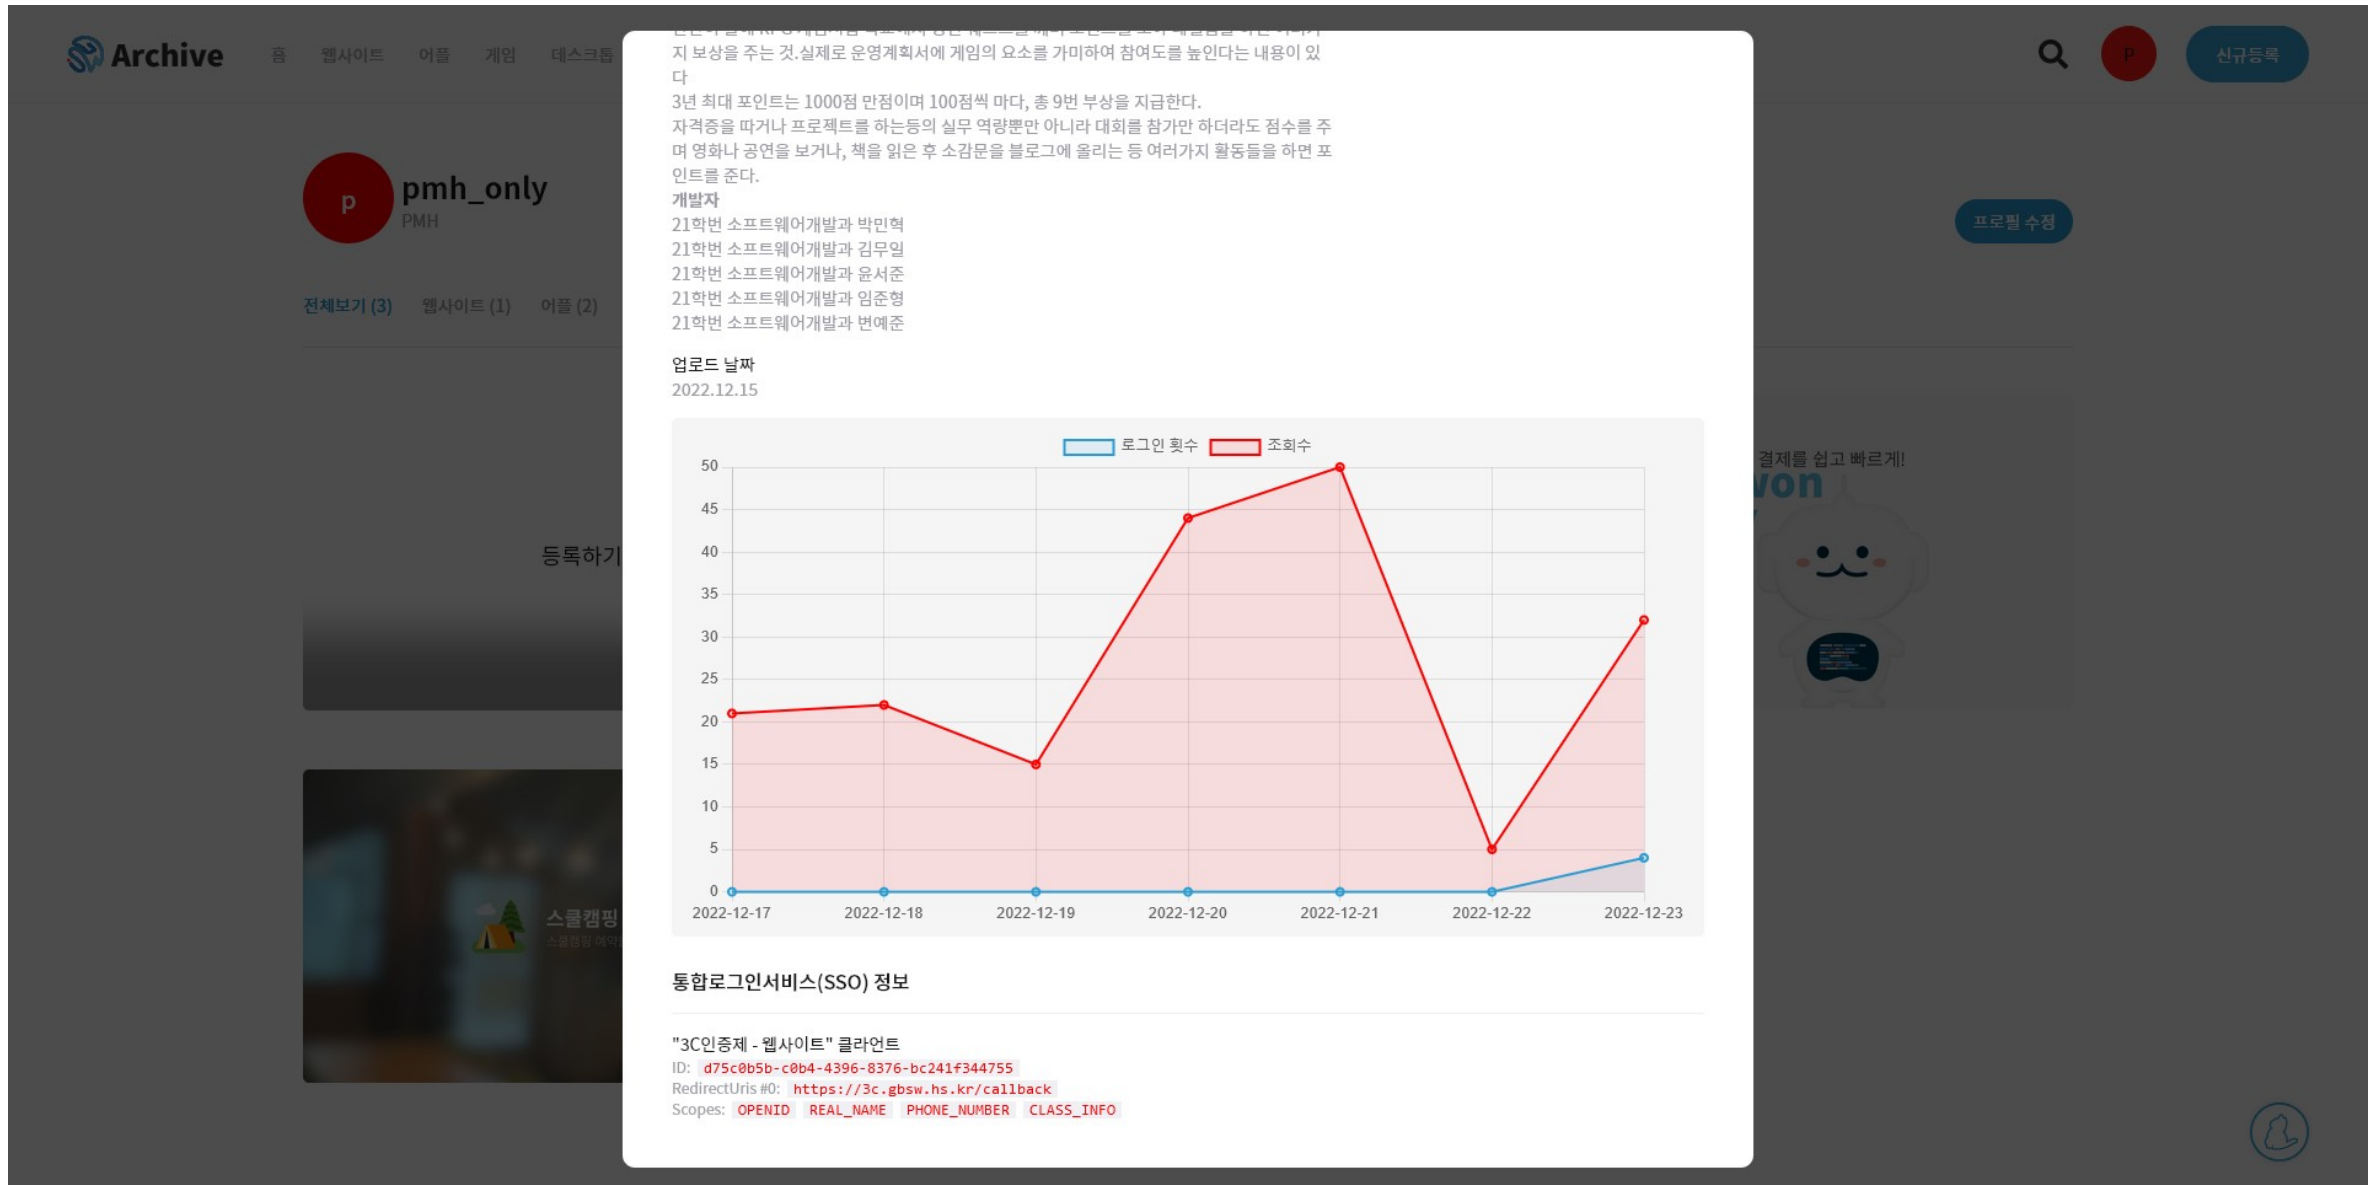 Archive
홈 웹사이트 어플 게임 데스크톱
P
신규등록
p
pmh_only
PMH
프로필 수정
전체보기 (3) 웹사이트 (1) 어플 (2)
지 보상을 주는 것.실제로 운영계획서에 게임의 요소를 가미하여 참여도를 높인다는 내용이 있
다
3년 최대 포인트는 1000점 만점이며 100점씩 마다, 총 9번 부상을 지급한다.
자격증을 따거나 프로젝트를 하는등의 실무 역량뿐만 아니라 대회를 참가만 하더라도 점수를 주
며 영화나 공연을 보거나, 책을 읽은 후 소감문을 블로그에 올리는 등 여러가지 활동들을 하면 포
인트를 준다.
개발자
21학번 소프트웨어개발과 박민혁
21학번 소프트웨어개발과 김무일
21학번 소프트웨어개발과 윤서준
21학번 소프트웨어개발과 임준형
21학번 소프트웨어개발과 변예준
업로드 날짜
2022.12.15
로그인 횟수 조회수
50
45
40
35
30
25
20
15
10
5
0
2022-12-17 2022-12-18 2022-12-19 2022-12-20 2022-12-21 2022-12-22 2022-12-23
등록하기
결제를 쉽고 빠르게!
won
스쿨캠핑
통합로그인서비스(SSO) 정보
"3C인증제 - 웹사이트" 클라언트
ID: d75c0b5b-c0b4-4396-8376-bc241f344755
RedirectUris #0: https://3c.gbsw.hs.kr/callback
Scopes: OPENID REAL_NAME PHONE_NUMBER CLASS_INFO